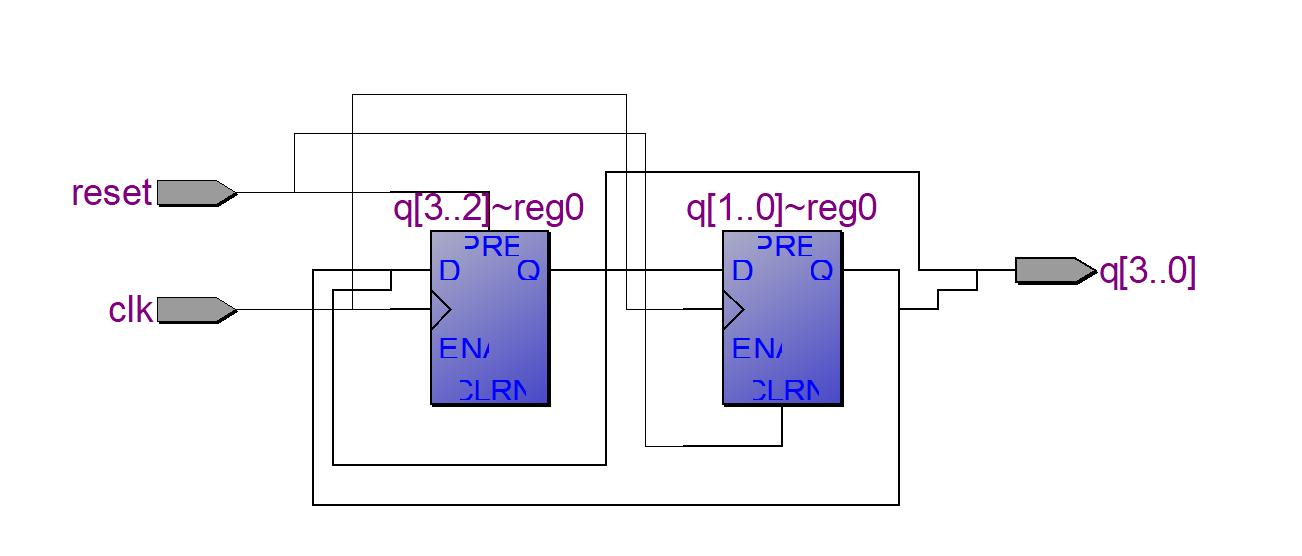 reset
clk
q[3..2]~reg0
PRE
D
Q
ENA
CLRN
q[1..0]~reg0
PRE
D
Q
ENA
CLRN
q[3..0]